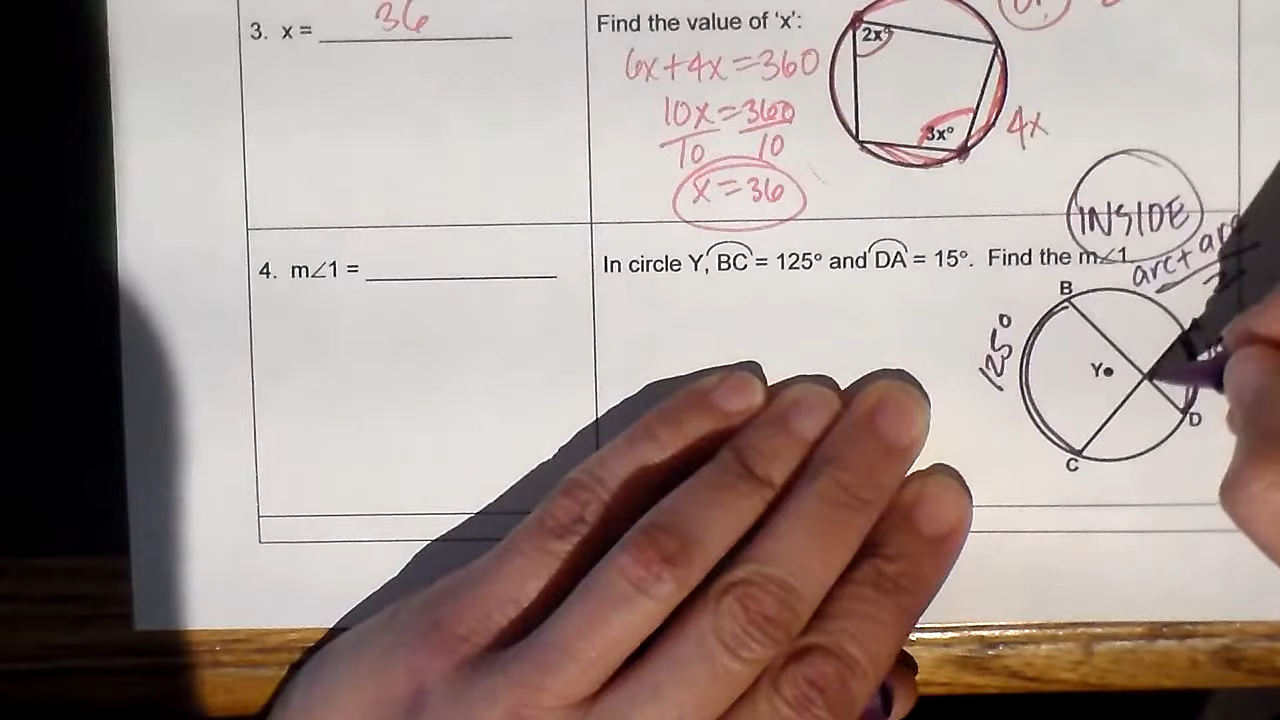 3. x = 36
Find the value of ‘x’:
6x+4x=360
10x=360
10 10
x=36
2x°
3x°
4x
INSIDE
arc + arc
4. m∠1 =
In circle Y, BC = 125° and DA = 15°. Find the m∠1.
B
125°
Y
D
C